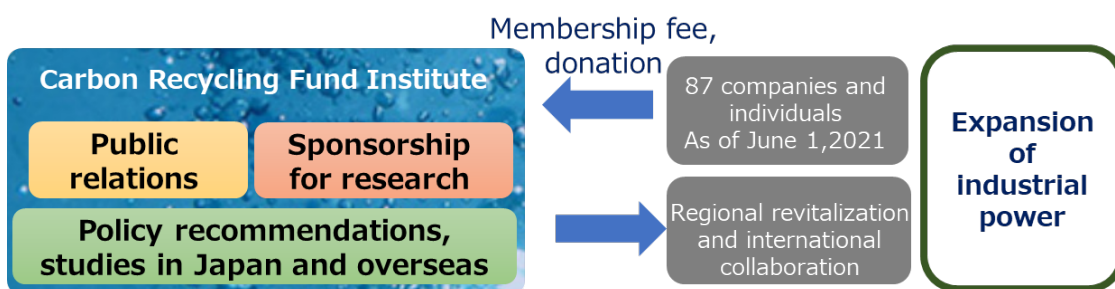 Carbon Recycling Fund Institute
Public
relations
Sponsorship
for research
Policy recommendations,
studies in Japan and overseas
Membership fee,
donation
87 companies and
individuals
As of June 1,2021
Regional revitalization
and international
collaboration
Expansion
of
industrial
power